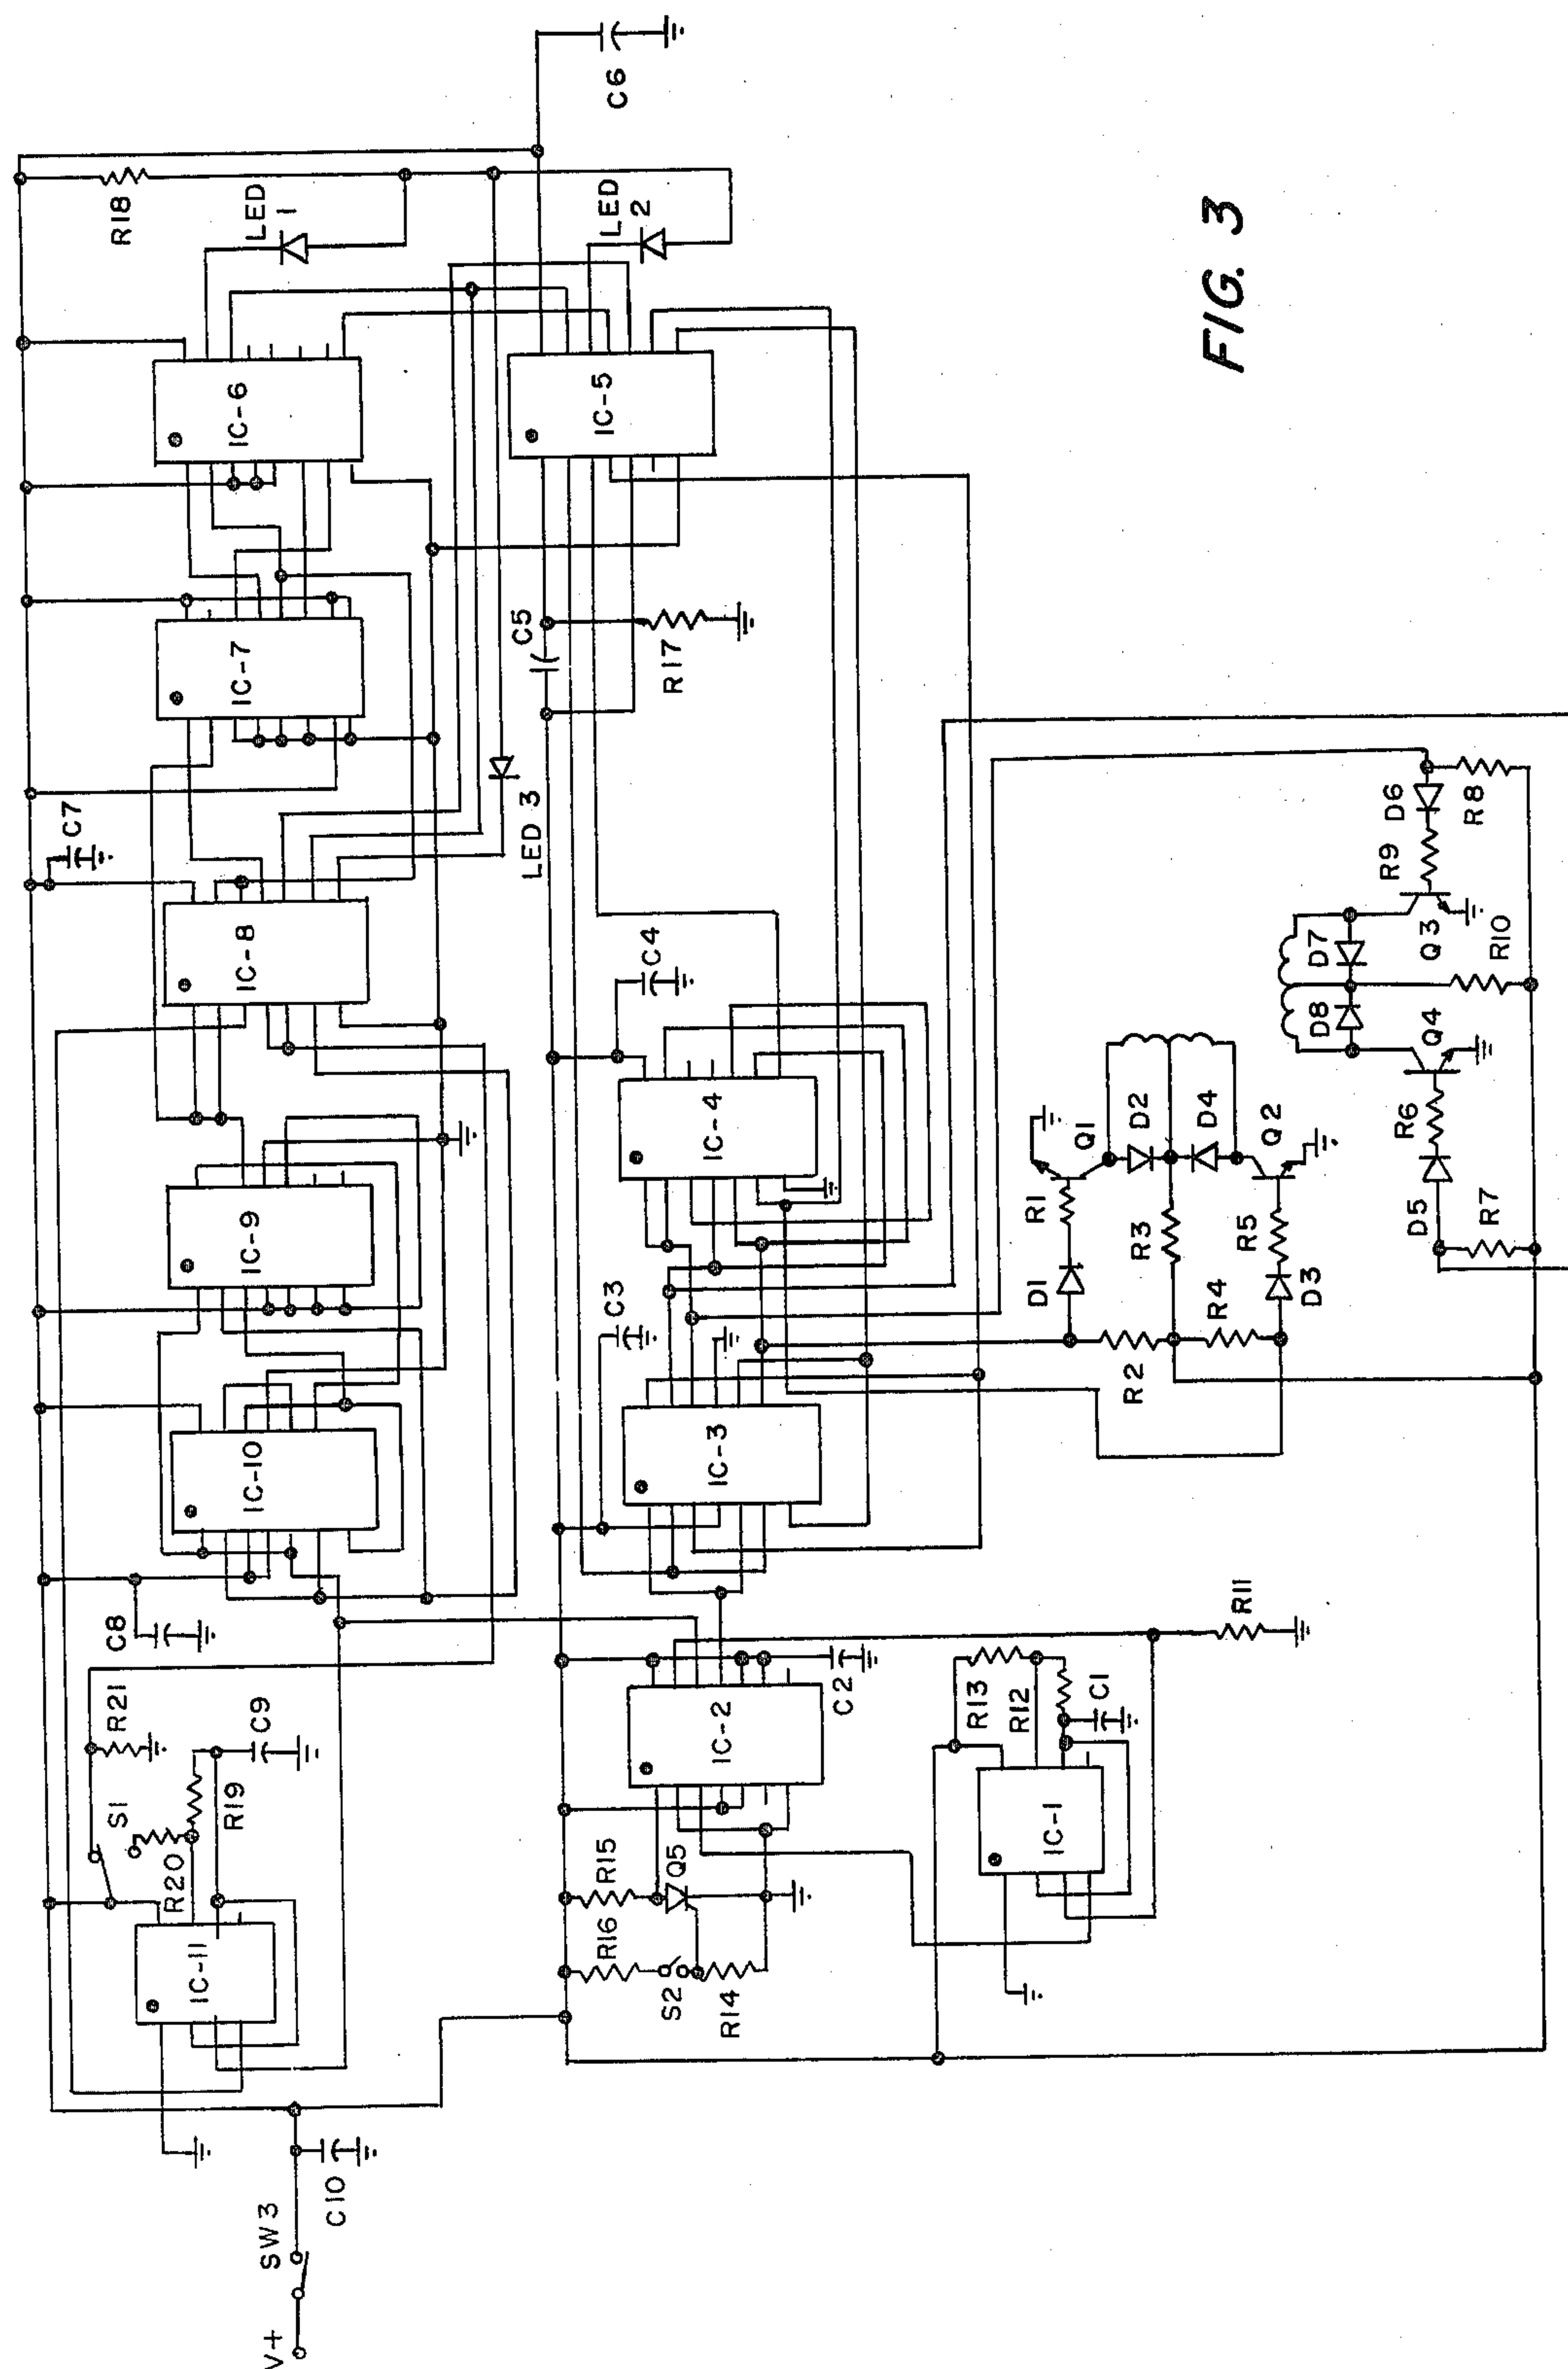 V+
SW 3
C10
IC-11
R20
S1
R21
R19
C9
C8
IC-10
IC-9
IC-8
C7
IC-7
IC-6
LED
1
R18
C6
LED
2
IC-5
C5
R17
LED 3
C4
IC-4
C3
IC-3
IC-2
C2
R15
R16
Q5
S2
R14
IC-1
R13
R12
C1
R11
D1
R1
Q1
D2
D4
R3
R2
R4
R5
D3
Q2
D5
R6
R7
Q4
D8
D7
Q3
R10
R9
D6
R8
FIG. 3